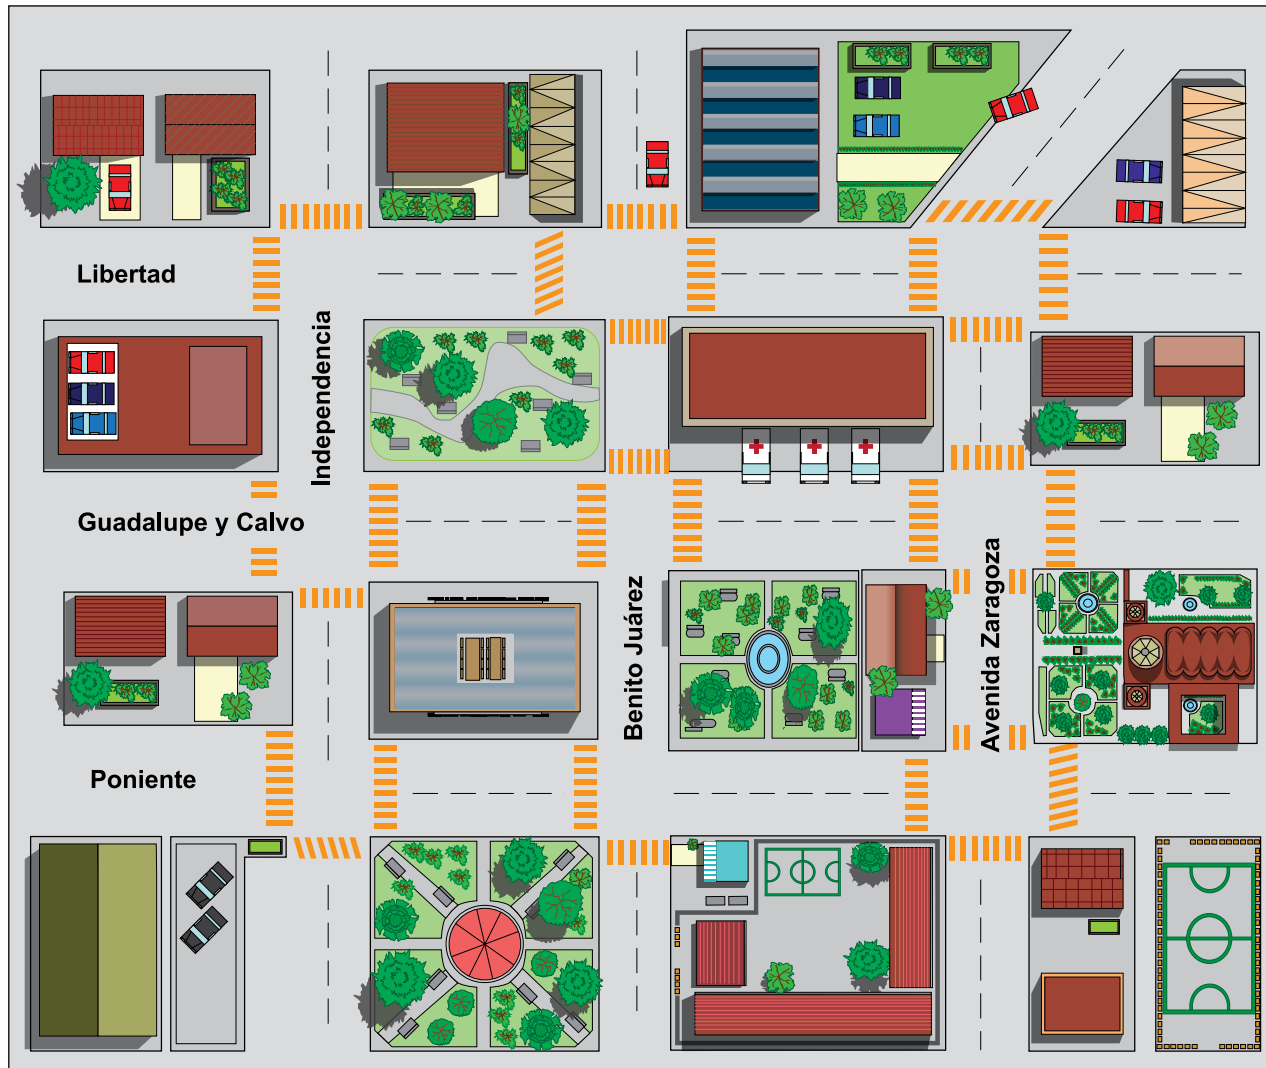 Libertad
Independencia
Guadalupe y Calvo
Benito Juárez
Avenida Zaragoza
Poniente